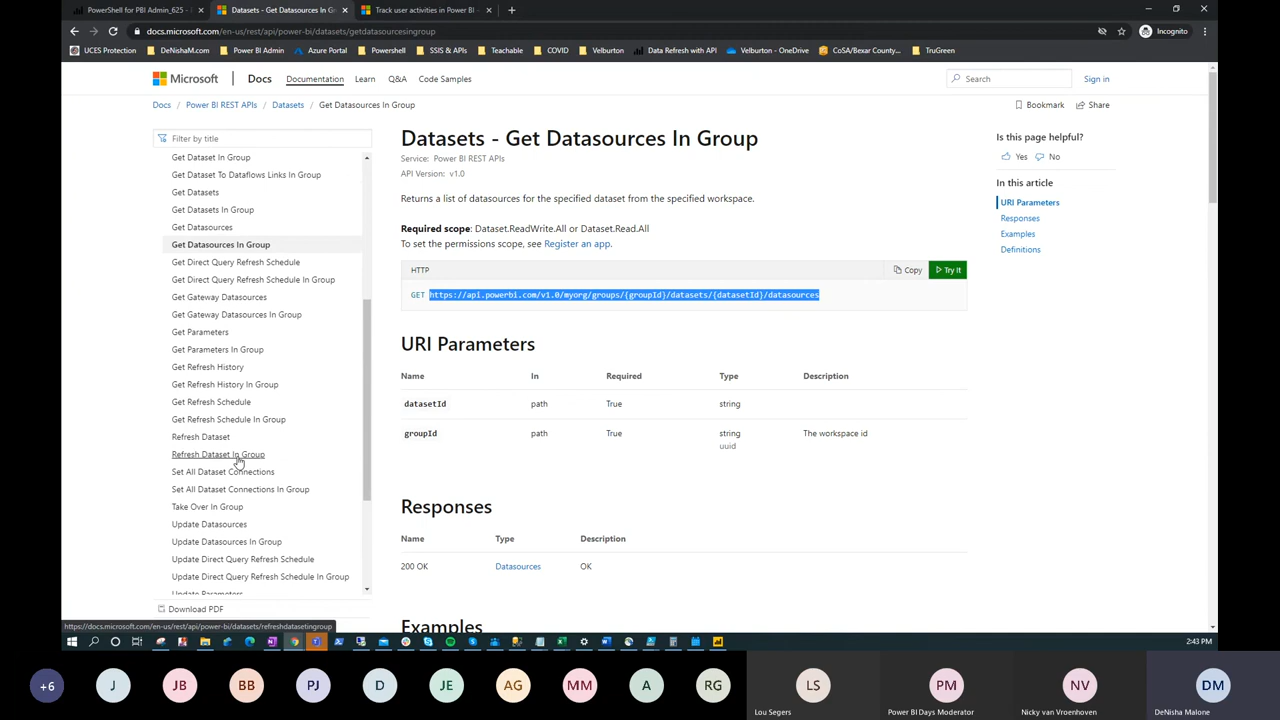 PowerShell for PBI Admin_625 -
Datasets - Get Datasources In Gr
Track user activities in Power BI -
docs.microsoft.com/en-us/rest/api/power-bi/datasets/getdatasourcesingroup
Incognito
UCES Protection
DeNishaM.com
Power BI Admin
Azure Portal
Powershell
SSIS & APIs
Teachable
COVID
Velburton
Data Refresh with API
Velburton - OneDrive
CoSA/Bexar County...
TruGreen
Microsoft
Docs
Documentation
Learn
Q&A
Code Samples
Search
Sign in
Docs / Power BI REST APIs / Datasets / Get Datasources In Group
Bookmark
Share
Filter by title
Get Dataset In Group
Get Dataset To Dataflows Links In Group
Get Datasets
Get Datasets In Group
Get Datasources
Get Datasources In Group
Get Direct Query Refresh Schedule
Get Direct Query Refresh Schedule In Group
Get Gateway Datasources
Get Gateway Datasources In Group
Get Parameters
Get Parameters In Group
Get Refresh History
Get Refresh History In Group
Get Refresh Schedule
Get Refresh Schedule In Group
Refresh Dataset
Refresh Dataset In Group
Set All Dataset Connections
Set All Dataset Connections In Group
Take Over In Group
Update Datasources
Update Datasources In Group
Update Direct Query Refresh Schedule
Update Direct Query Refresh Schedule In Group
Update Parameters
Download PDF
Datasets - Get Datasources In Group
Service: Power BI REST APIs
API Version: v1.0
Returns a list of datasources for the specified dataset from the specified workspace.
Required scope: Dataset.ReadWrite.All or Dataset.Read.All
To set the permissions scope, see Register an app.
HTTP
Copy
Try It
GET https://api.powerbi.com/v1.0/myorg/groups/{groupId}/datasets/{datasetId}/datasources
URI Parameters
Name In Required Type Description
datasetId path True string
groupId path True string The workspace id
uuid
Responses
Name Type Description
200 OK Datasources OK
Examples
Is this page helpful?
Yes No
In this article
URI Parameters
Responses
Examples
Definitions
https://docs.microsoft.com/en-us/rest/api/power-bi/datasets/refreshdatasetingroup
2:43 PM
+6
J
JB
BB
PJ
D
JE
AG
MM
A
RG
LS
PM
NV
DM
Lou Segers
Power BI Days Moderator
Nicky van Vroenhoven
DeNisha Malone